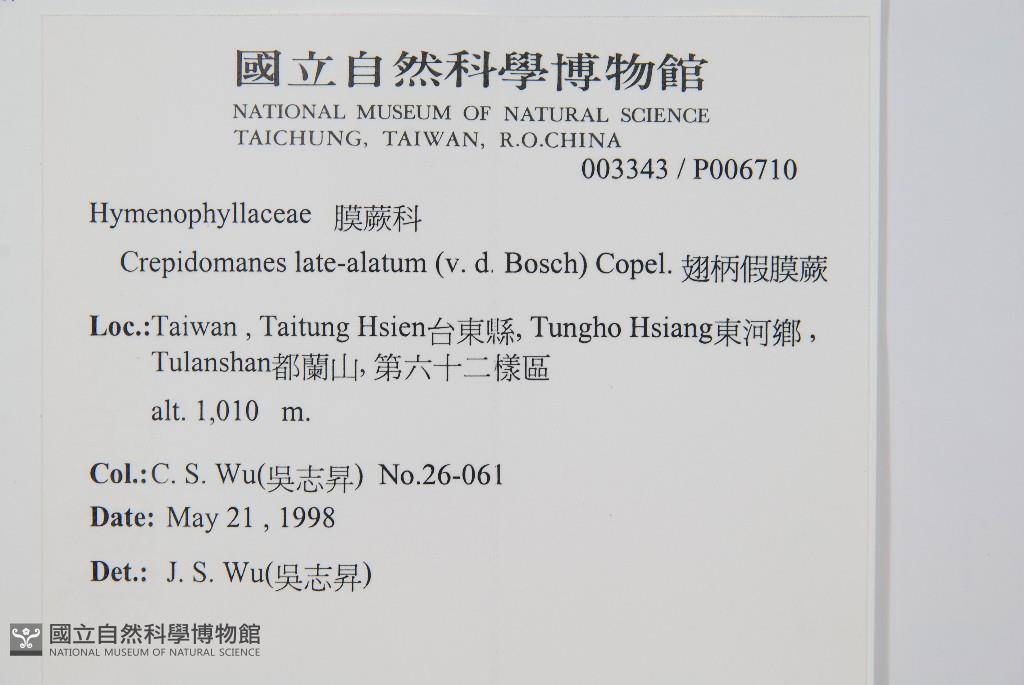 國立自然科學博物館
NATIONAL MUSEUM OF NATURAL SCIENCE
TAICHUNG, TAIWAN, R.O.CHINA
003343 / P006710
Hymenophyllaceae 膜蕨科
Crepidomanes late-alatum (v. d. Bosch) Copel. 翅柄假膜蕨
Loc.:Taiwan , Taitung Hsien台東縣, Tungho Hsiang東河鄉 ,
Tulanshan都蘭山, 第六十二樣區
alt. 1,010 m.
Col.:C. S. Wu(吳志昇) No.26-061
Date: May 21 , 1998
Det.: J. S. Wu(吳志昇)
國立自然科學博物館
NATIONAL MUSEUM OF NATURAL SCIENCE